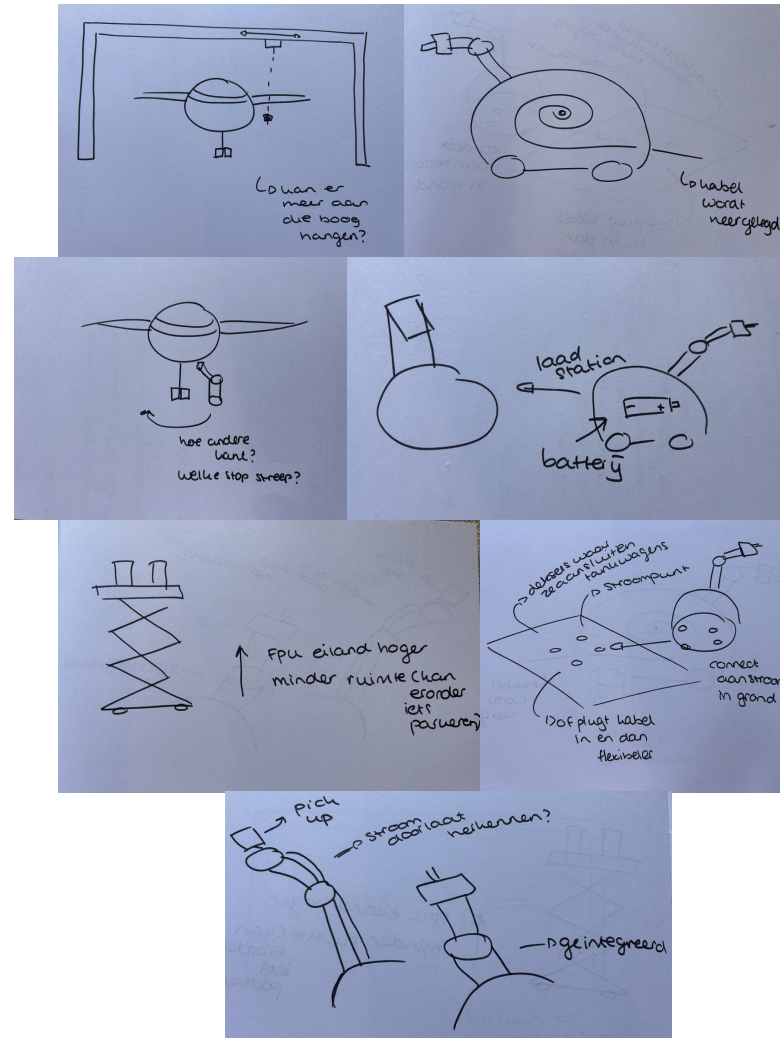 ↳ kan er
meer aan
die boog
hangen?
↳ kabel
wordt
neergelegd
hoe andere
kant?
welke stop streep?
laad
station
battery
↑ FPU eiland hoger
minder ruimte (kan
eronder
iets
parkeren)
↳ deksels waar
ze aansluiten
tankwagens
↳ stroompunt
connect
aan stroom
in grond
↳ of plugt kabel
in en dan
flexibeler
pick
up
→ stroom
doorlaat
herkennen?
→ geintegreerd